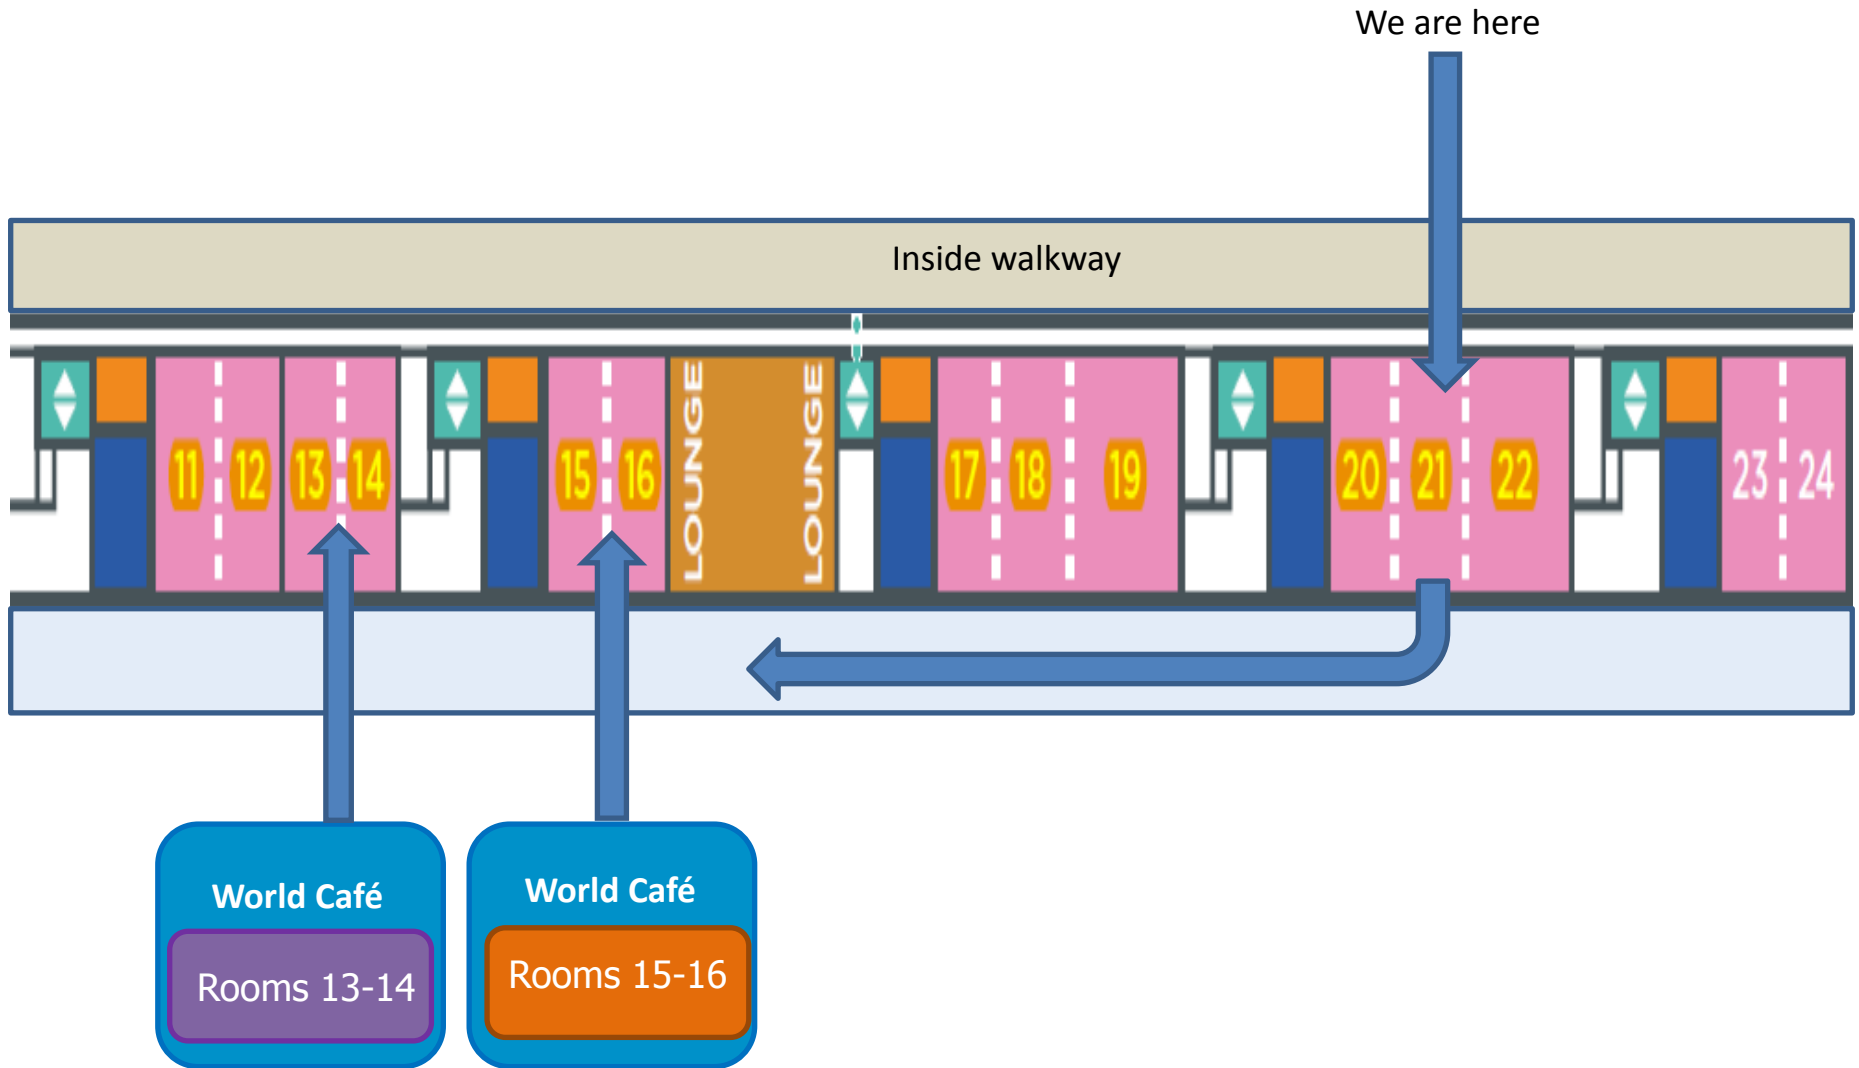 We are here
Inside walkway
11 12 13 14 15 16 LOUNGE LOUNGE 17 18 19 20 21 22 23 24
World Café
Rooms 13-14
World Café
Rooms 15-16